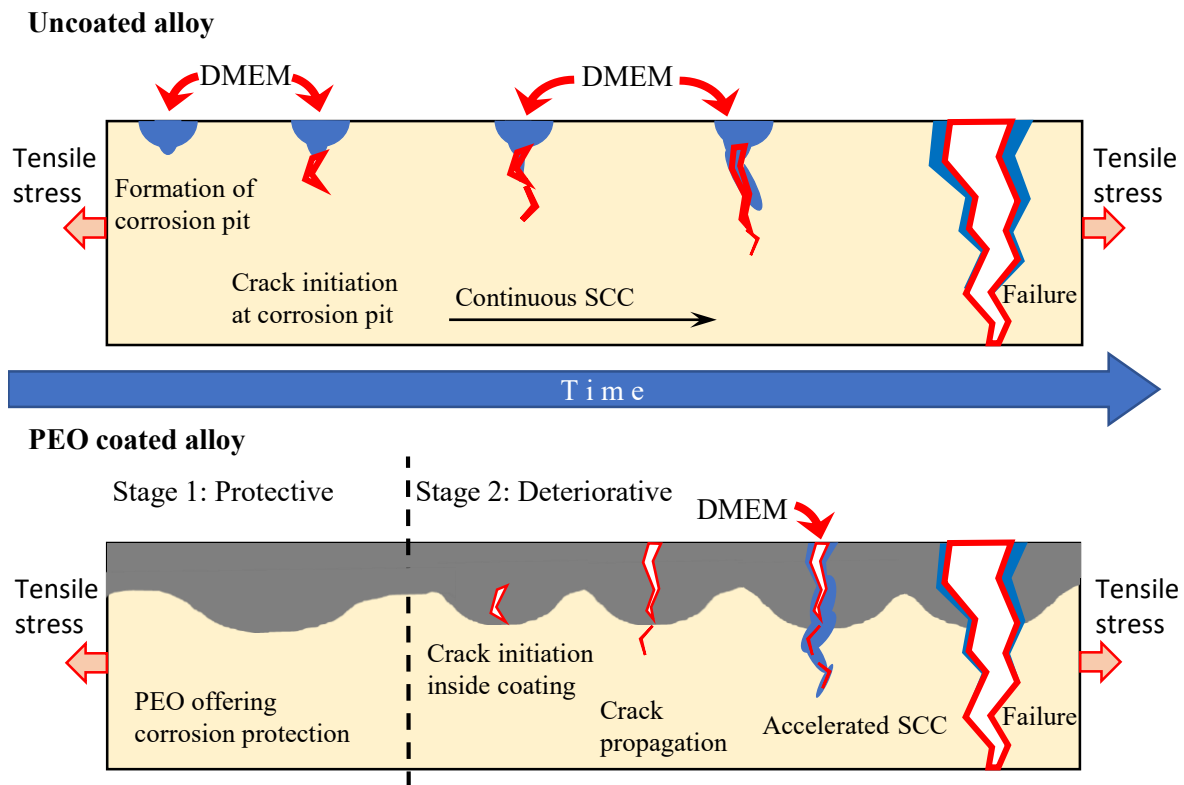 Uncoated alloy
DMEM
DMEM
Tensile
stress
Tensile
stress
Formation of
corrosion pit
Crack initiation
at corrosion pit
Continuous SCC
Failure
Time
PEO coated alloy
Stage 1: Protective
Stage 2: Deteriorative
DMEM
Tensile
stress
Tensile
stress
Crack initiation
inside coating
PEO offering
corrosion protection
Crack
propagation
Accelerated SCC
Failure